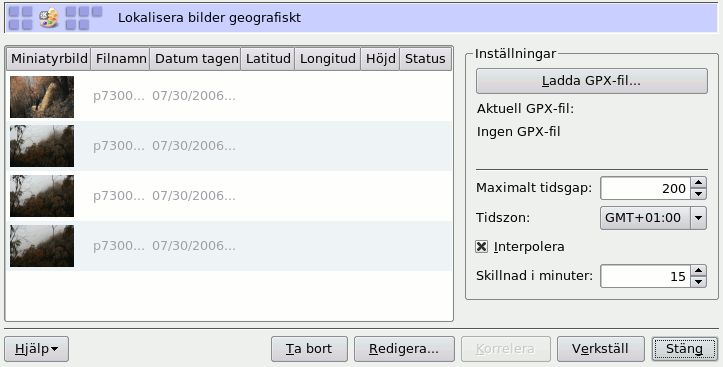 Lokalisera bilder geografiskt
Miniatyrbild Filnamn Datum tagen Latitud Longitud Höjd Status
p7300... 07/30/2006...
p7300... 07/30/2006...
p7300... 07/30/2006...
p7300... 07/30/2006...
Inställningar
Ladda GPX-fil...
Aktuell GPX-fil:
Ingen GPX-fil
Maximalt tidsgap: 200
Tidszon: GMT+01:00
Interpolera
Skillnad i minuter: 15
Hjälp Ta bort Redigera... Korrelera Verkställ Stäng